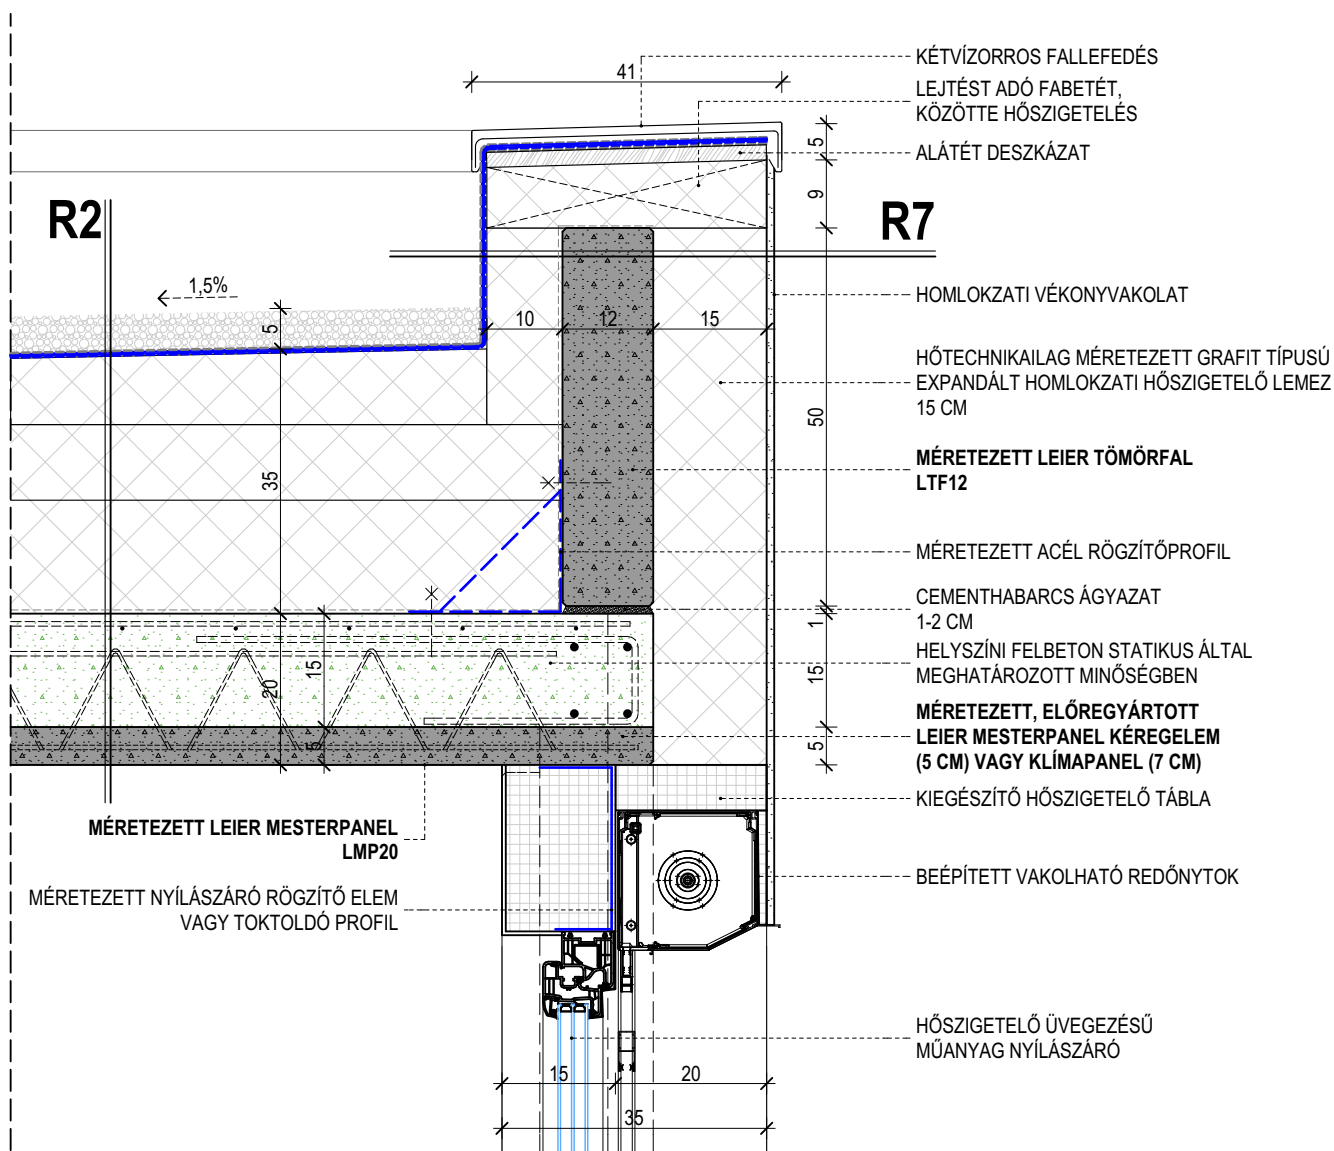 41
KÉTVÍZORROS FALLEFEDÉS
LEJTÉST ADÓ FABETÉT,
KÖZÖTTE HŐSZIGETELÉS
5
ALÁTÉT DESZKÁZAT
9
R2
R7
1,5%
HOMLOKZATI VÉKONYVAKOLAT
5
10
12
15
HŐTECHNIKAILAG MÉRETEZETT GRAFIT TÍPUSÚ
EXPANDÁLT HOMLOKZATI HŐSZIGETELŐ LEMEZ
15 CM
50
35
MÉRETEZETT LEIER TÖMÖRFAL
LTF12
MÉRETEZETT ACÉL RÖGZÍTŐPROFIL
CEMENTHABARCS ÁGYAZAT
1-2 CM
1
HELYSZÍNI FELBETON STATIKUS ÁLTAL
MEGHATÁROZOTT MINŐSÉGBEN
15
15
20
MÉRETEZETT, ELŐREGYÁRTOTT
LEIER MESTERPANEL KÉREGELEM
(5 CM) VAGY KLÍMAPANEL (7 CM)
5
5
KIEGÉSZÍTŐ HŐSZIGETELŐ TÁBLA
MÉRETEZETT LEIER MESTERPANEL
LMP20
BEÉPÍTETT VAKOLHATÓ REDŐNYTOK
MÉRETEZETT NYÍLÁSZÁRÓ RÖGZÍTŐ ELEM
VAGY TOKTOLDÓ PROFIL
HŐSZIGETELŐ ÜVEGEZÉSŰ
MŰANYAG NYÍLÁSZÁRÓ
15
20
35